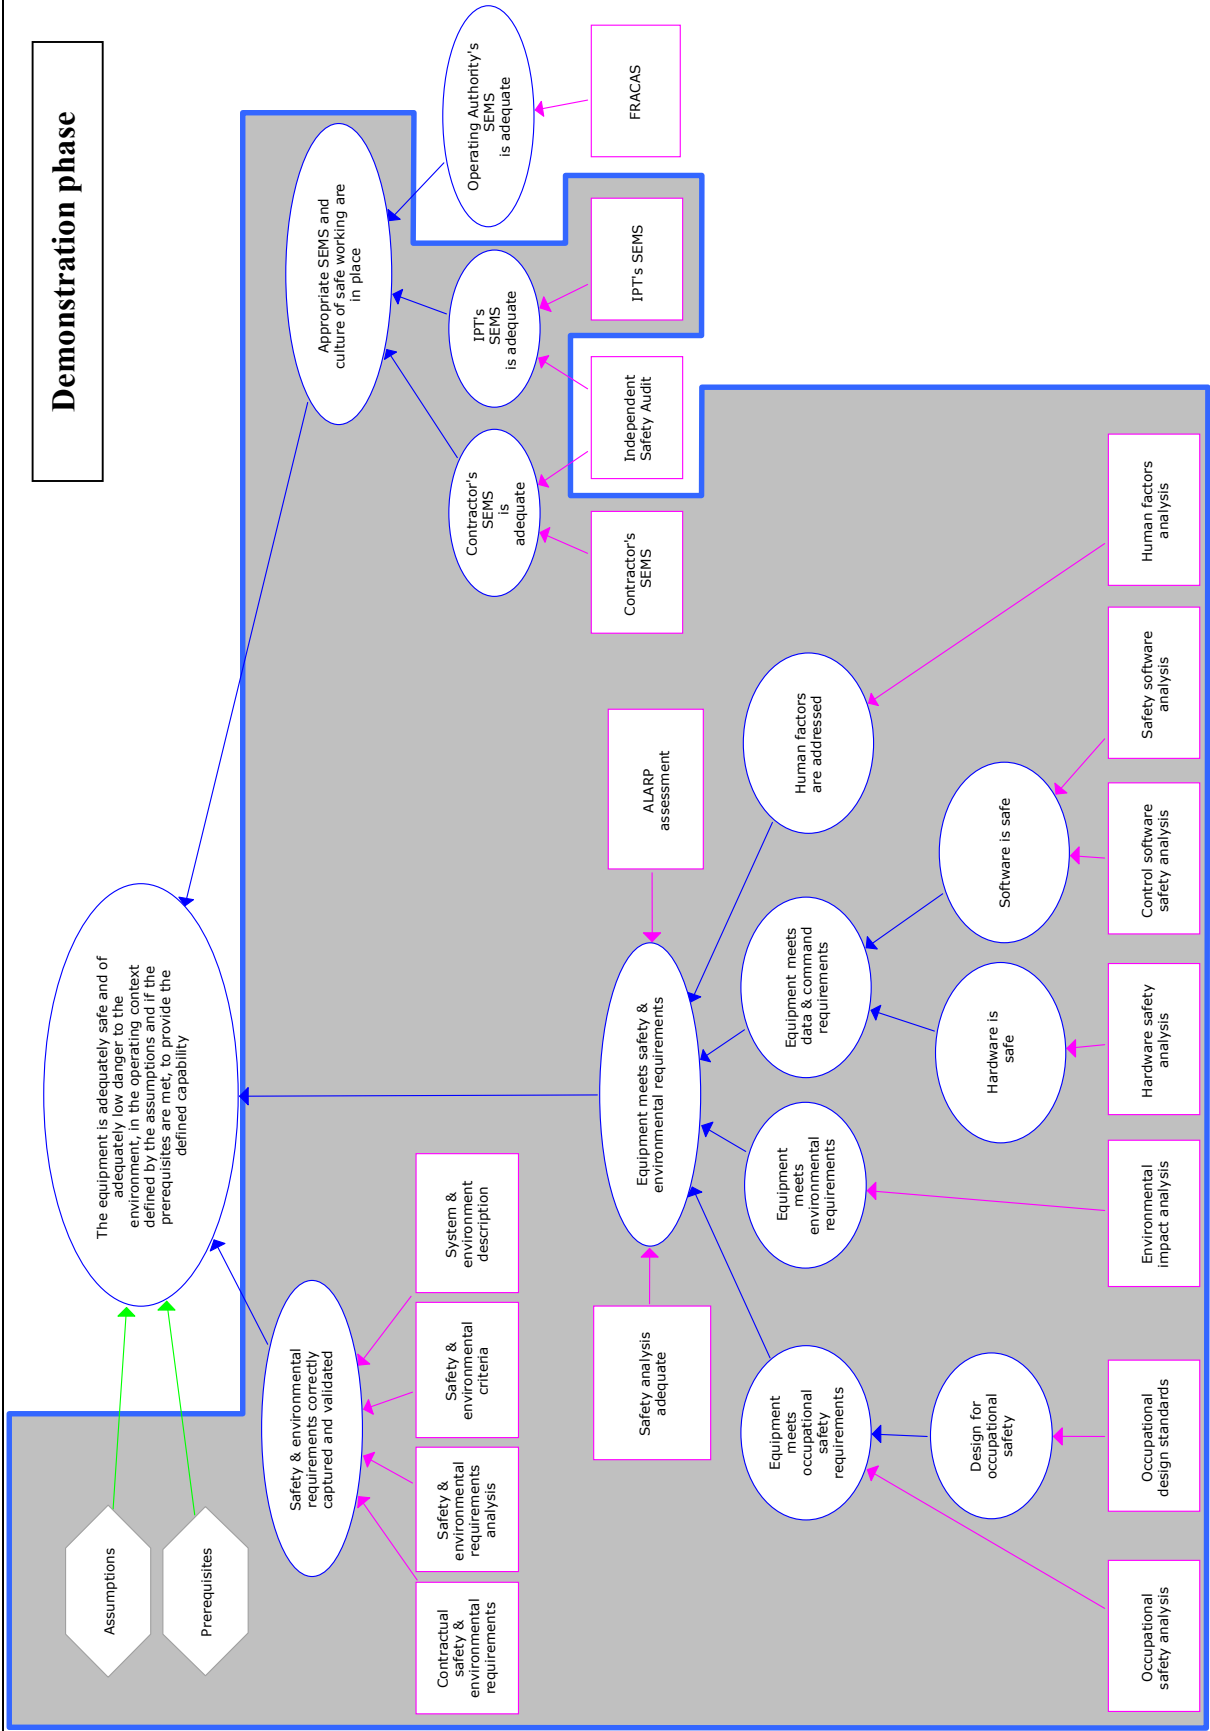 Demonstration phase
The equipment is adequately safe and of
adequately low danger to the
environment, in the operating context
defined by the assumptions and if the
prerequisites are met, to provide the
defined capability
Assumptions
Prerequisites
Safety & environmental
requirements correctly
captured and validated
Appropriate SEMS and
culture of safe working are
in place
Contractual
safety &
environmental
requirements
Safety &
environmental
requirements
analysis
Safety &
environmental
criteria
System &
environment
description
Contractor's
SEMS
is
adequate
IPT's
SEMS
is adequate
Operating Authority's
SEMS
is adequate
Contractor's
SEMS
Independent
Safety Audit
IPT's SEMS
FRACAS
Safety analysis
adequate
Equipment meets safety &
environmental requirements
ALARP
assessment
Equipment
meets
occupational
safety
requirements
Equipment
meets
environmental
requirements
Equipment meets
data & command
requirements
Human factors
are addressed
Design for
occupational
safety
Hardware is
safe
Software is safe
Occupational
safety analysis
Occupational
design standards
Environmental
impact analysis
Hardware safety
analysis
Control software
safety analysis
Safety software
analysis
Human factors
analysis